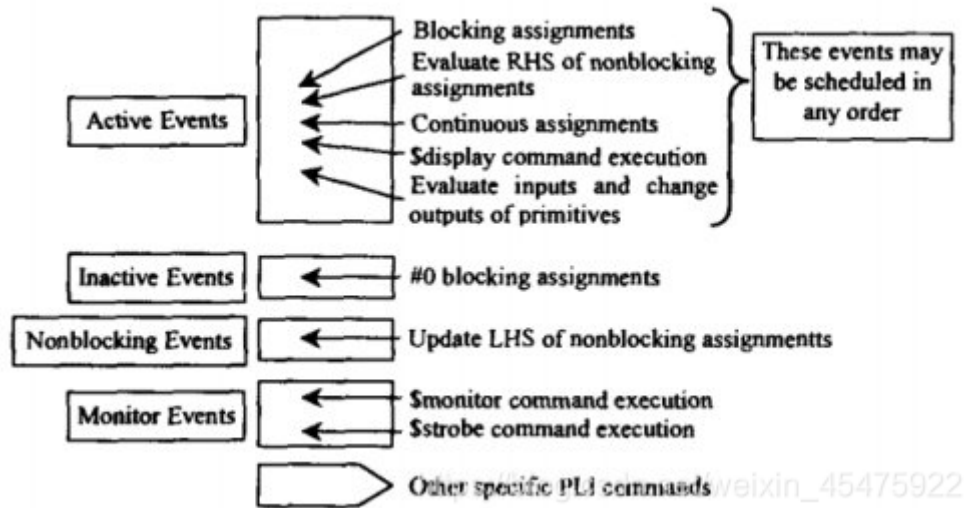 Blocking assignments
Evaluate RHS of nonblocking
assignments
Continuous assignments
$display command execution
Evaluate inputs and change
outputs of primitives
These events may
be scheduled in
any order
Active Events
Inactive Events
#0 blocking assignments
Nonblocking Events
Update LHS of nonblocking assignmentts
Monitor Events
$monitor command execution
$strobe command execution
Other specific PLI commands
weixin_45475922